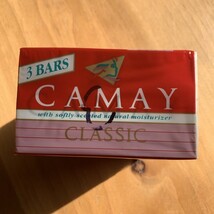 3 BARS
CAMAY
with softly scented natural moisturizer
CLASSIC